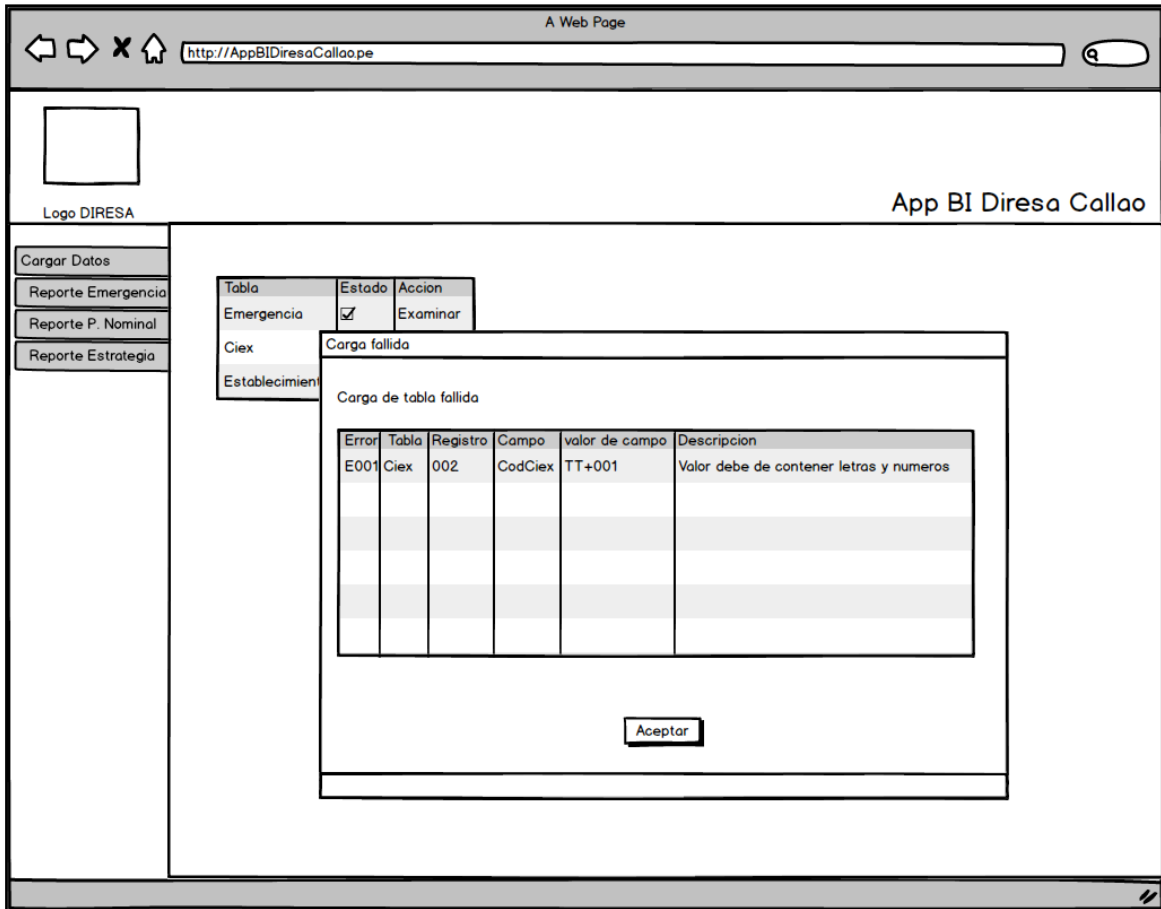 A Web Page
http://AppBIDiresaCallao.pe
Logo DIRESA
App BI Diresa Callao
Cargar Datos
Reporte Emergencia
Reporte P. Nominal
Reporte Estrategia
Tabla Estado Accion
Emergencia Examinar
Ciex
Establecimient
Carga fallida
Carga de tabla fallida
Error Tabla Registro Campo valor de campo Descripcion
E001 Ciex 002 CodCiex TT+001 Valor debe de contener letras y numeros
Aceptar